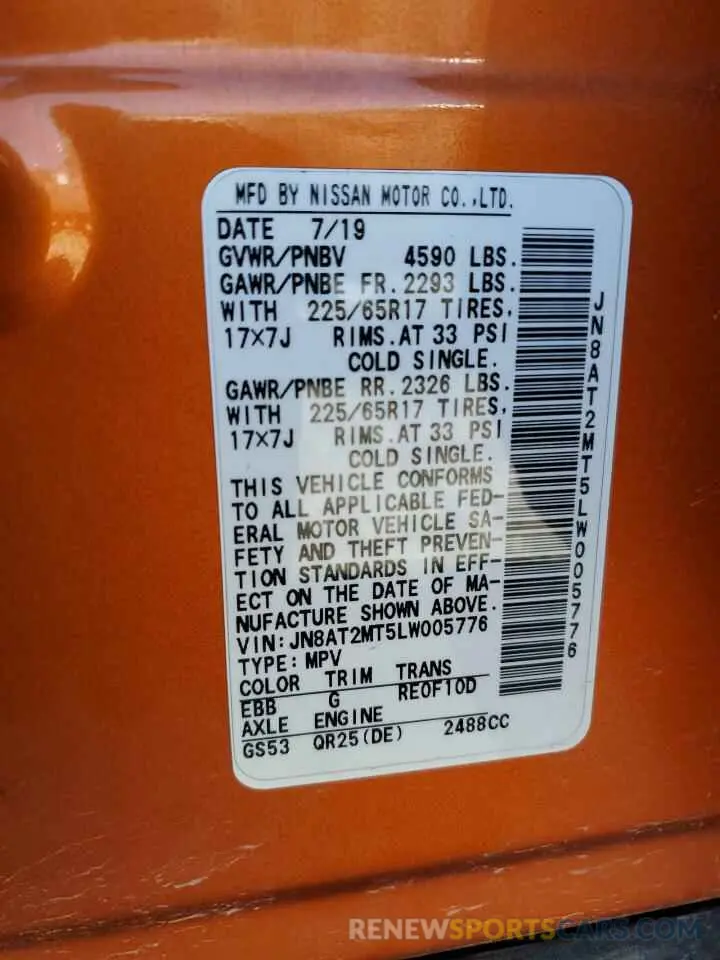 MFD BY NISSAN MOTOR CO.,LTD.
DATE 7/19
GVWR/PNBV 4590 LBS.
GAWR/PNBE FR. 2293 LBS.
WITH 225/65R17 TIRES,
17×7J RIMS.AT 33 PSI
COLD SINGLE.
GAWR/PNBE RR. 2326 LBS.
WITH 225/65R17 TIRES,
17×7J RIMS.AT 33 PSI
COLD SINGLE.
THIS VEHICLE CONFORMS
TO ALL APPLICABLE FED-
ERAL MOTOR VEHICLE SA-
FETY AND THEFT PREVEN-
TION STANDARDS IN EFF-
ECT ON THE DATE OF MA-
NUFACTURE SHOWN ABOVE.
VIN:JN8AT2MT5LW005776
TYPE:MPV
COLOR TRIM TRANS
EBB G RE0F10D
AXLE ENGINE
GS53 QR25(DE) 2488CC
JN8AT2MT5LW005776
RENEWSPORTSCARS.COM